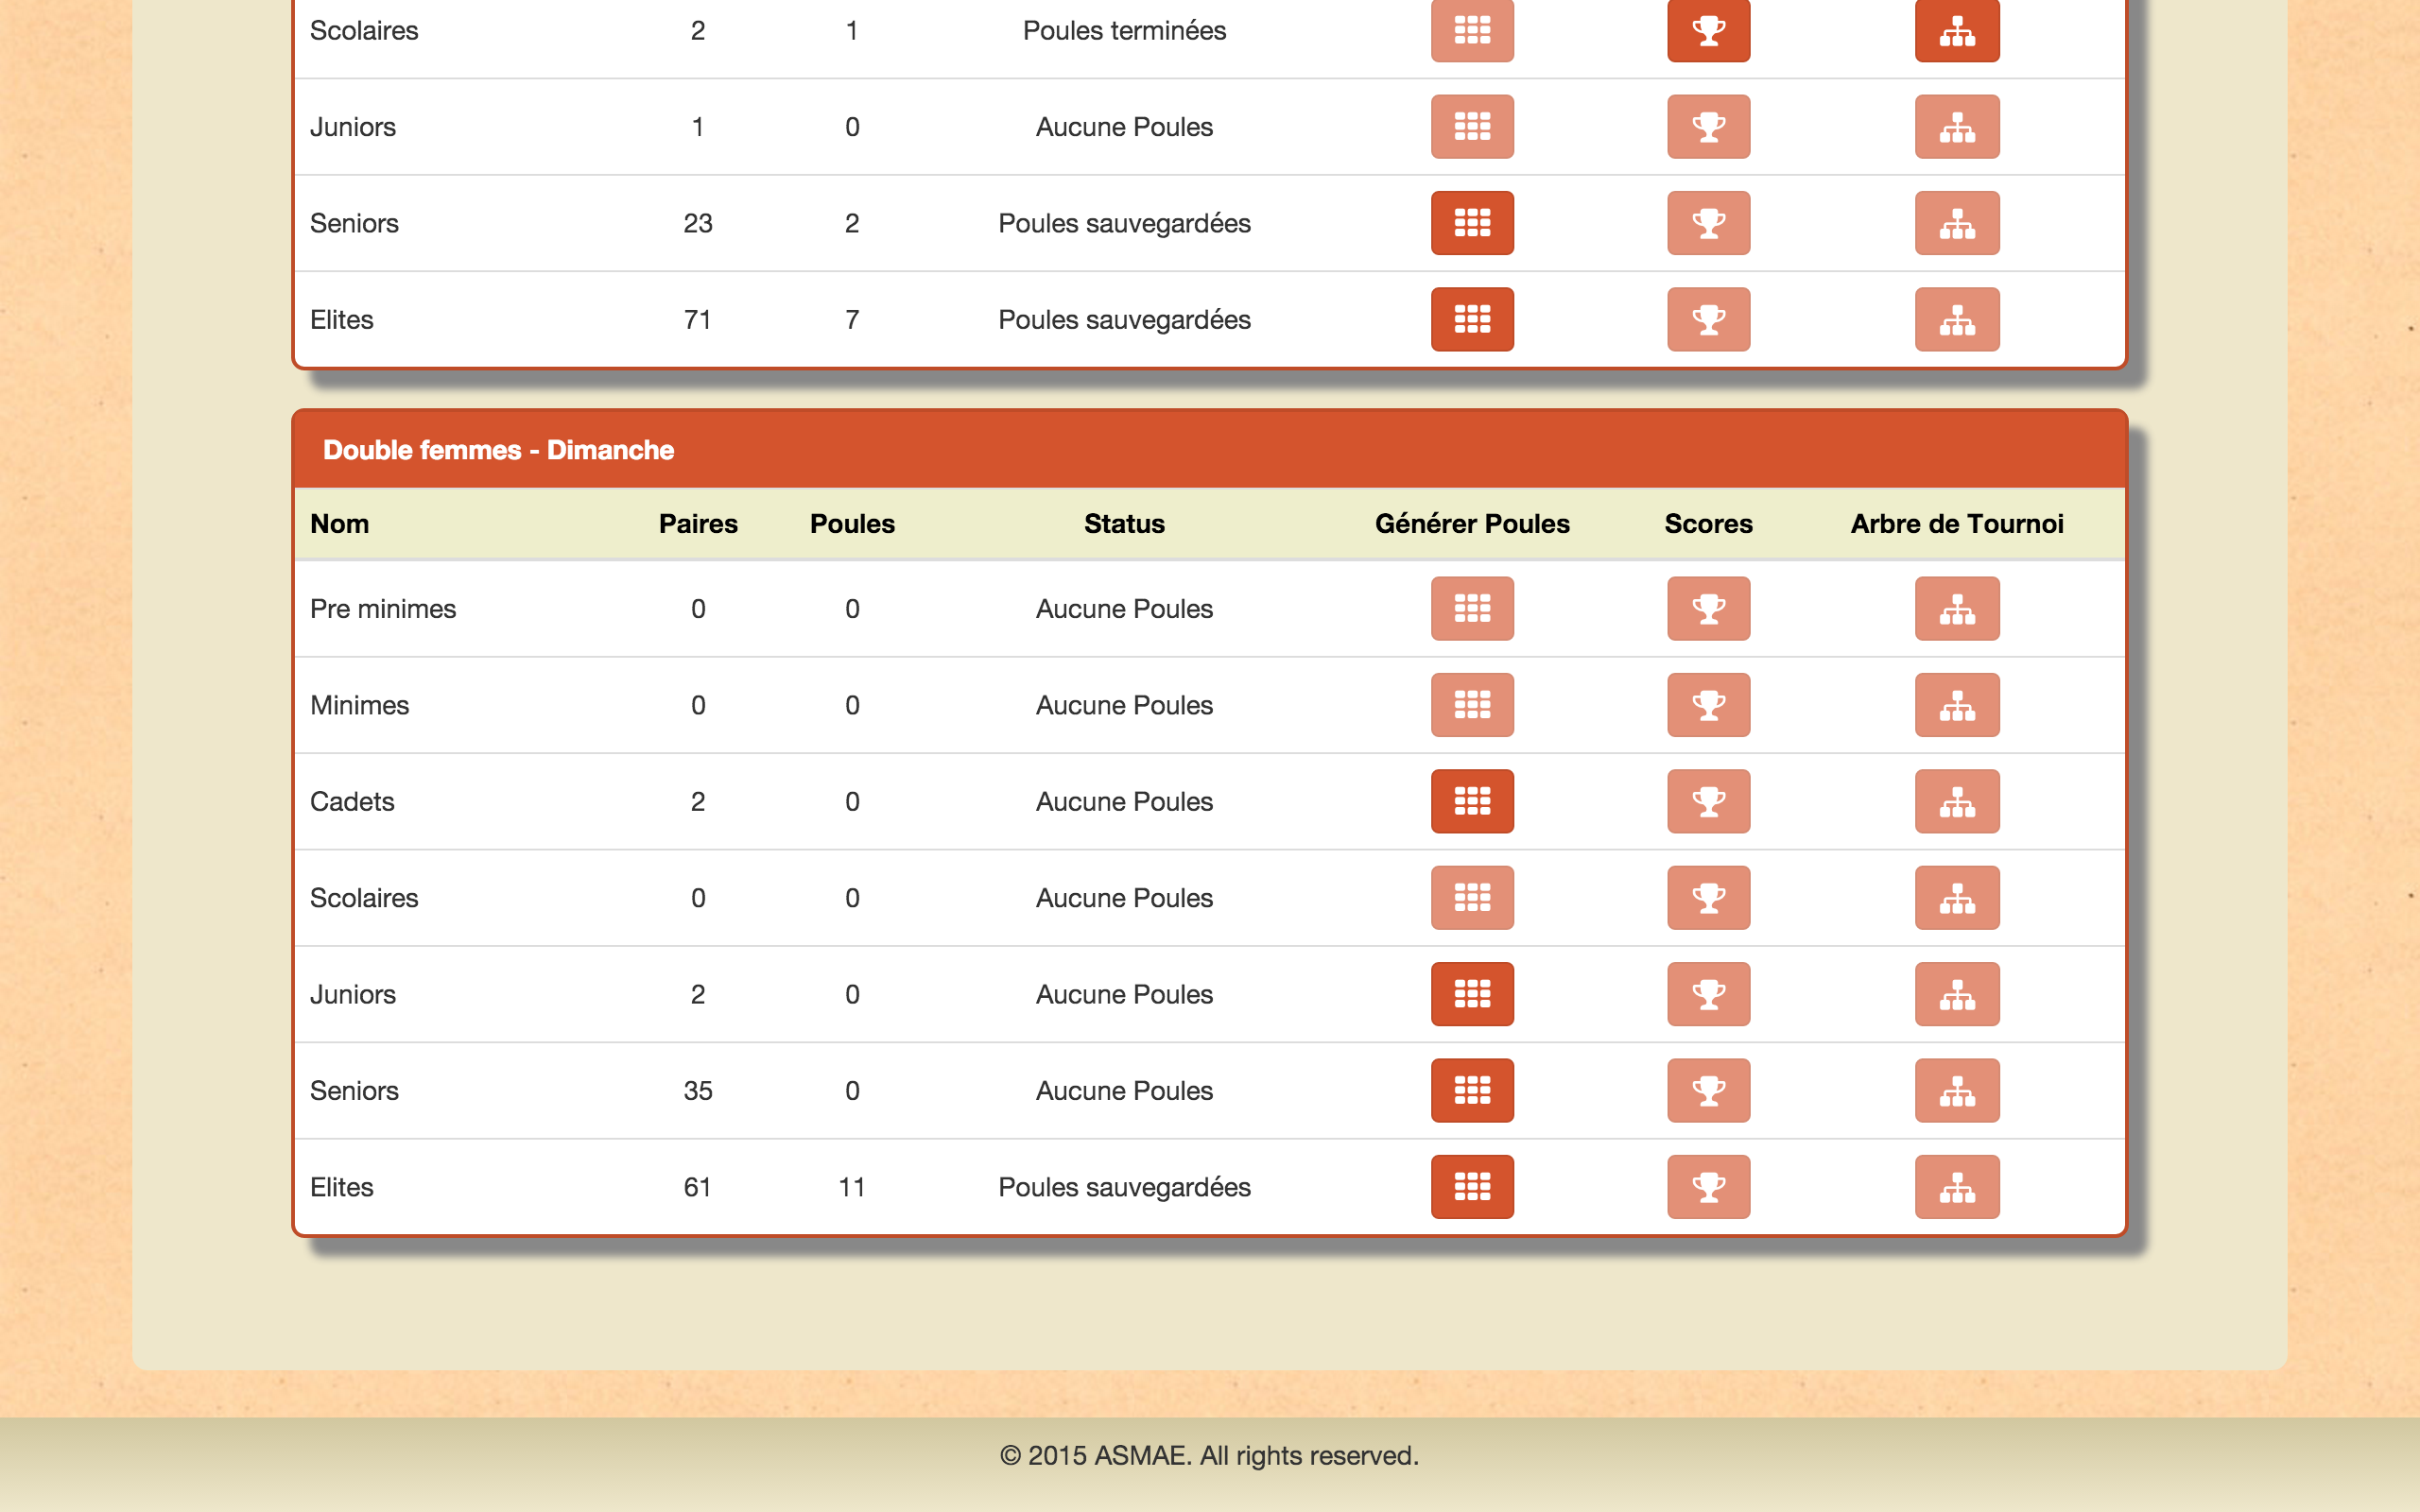 Scolaires 2 1 Poules terminées
Juniors 1 0 Aucune Poules
Seniors 23 2 Poules sauvegardées
Elites 71 7 Poules sauvegardées
Double femmes - Dimanche
Nom Paires Poules Status Générer Poules Scores Arbre de Tournoi
Pre minimes 0 0 Aucune Poules
Minimes 0 0 Aucune Poules
Cadets 2 0 Aucune Poules
Scolaires 0 0 Aucune Poules
Juniors 2 0 Aucune Poules
Seniors 35 0 Aucune Poules
Elites 61 11 Poules sauvegardées
© 2015 ASMAE. All rights reserved.